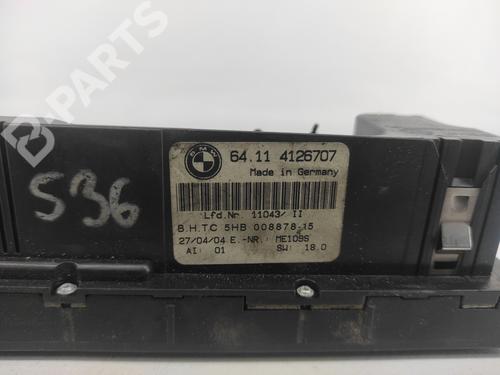 B-PARTS
BMW
64.11 4126707
Made in Germany
Lfd.Nr. 11043/ II
B.H.T.C 5HB 008878-15
27/04/04 E.-NR: ME109S
AI: 01 SW: 18.0
S36